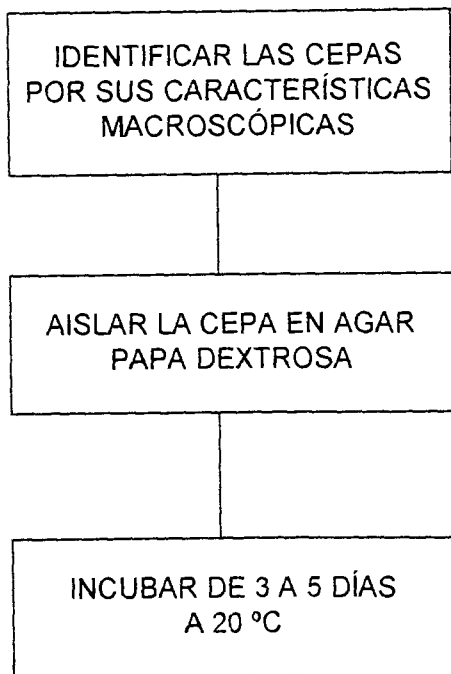 IDENTIFICAR LAS CEPAS
POR SUS CARACTERÍSTICAS
MACROSCÓPICAS
AISLAR LA CEPA EN AGAR
PAPA DEXTROSA
INCUBAR DE 3 A 5 DÍAS
A 20 ºC